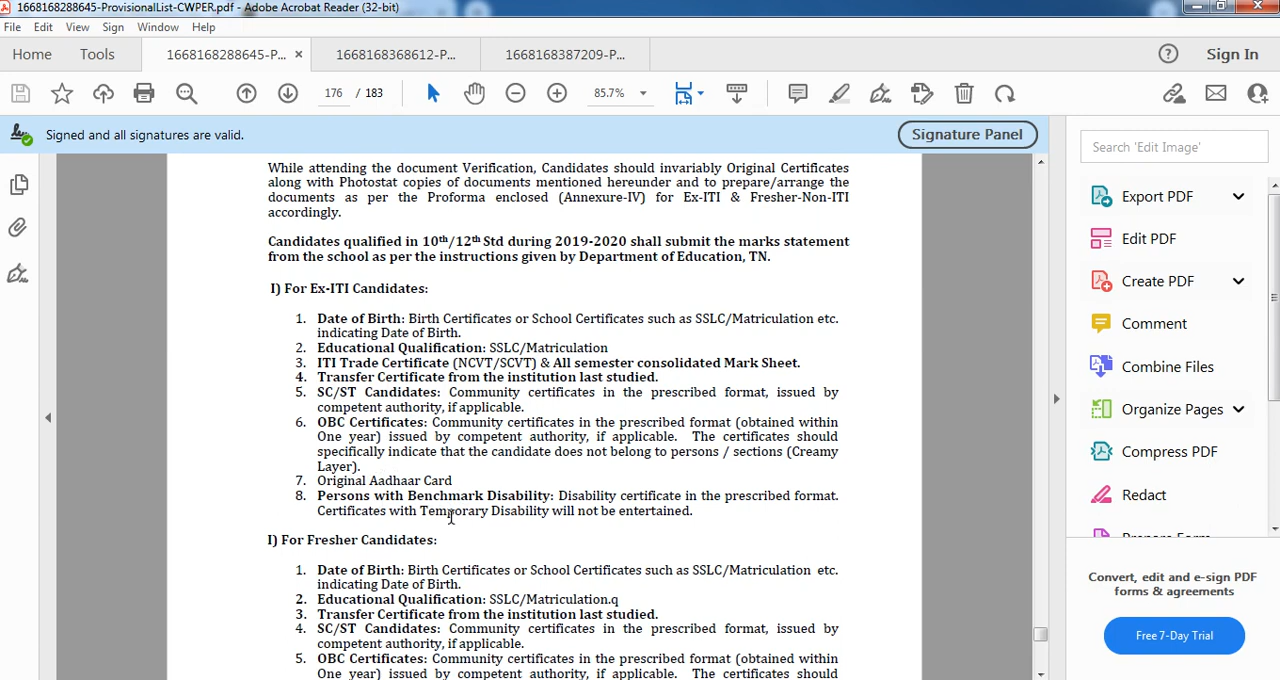 1668168288645-ProvisionalList-CWPER.pdf - Adobe Acrobat Reader (32-bit)
File Edit View Sign Window Help
Home Tools 1668168288645-P... × 1668168368612-P... 1668168387209-P... Sign In
176 / 183 85.7%
Signed and all signatures are valid.
Signature Panel
While attending the document Verification, Candidates should invariably Original Certificates
along with Photostat copies of documents mentioned hereunder and to prepare/arrange the
documents as per the Proforma enclosed (Annexure-IV) for Ex-ITI & Fresher-Non-ITI
accordingly.
Candidates qualified in 10th/12th Std during 2019-2020 shall submit the marks statement
from the school as per the instructions given by Department of Education, TN.
I) For Ex-ITI Candidates:
1. Date of Birth: Birth Certificates or School Certificates such as SSLC/Matriculation etc.
indicating Date of Birth.
2. Educational Qualification: SSLC/Matriculation
3. ITI Trade Certificate (NCVT/SCVT) & All semester consolidated Mark Sheet.
4. Transfer Certificate from the institution last studied.
5. SC/ST Candidates: Community certificates in the prescribed format, issued by
competent authority, if applicable.
6. OBC Certificates: Community certificates in the prescribed format (obtained within
One year) issued by competent authority, if applicable. The certificates should
specifically indicate that the candidate does not belong to persons / sections (Creamy
Layer).
7. Original Aadhaar Card
8. Persons with Benchmark Disability: Disability certificate in the prescribed format.
Certificates with Temporary Disability will not be entertained.
I) For Fresher Candidates:
1. Date of Birth: Birth Certificates or School Certificates such as SSLC/Matriculation etc.
indicating Date of Birth.
2. Educational Qualification: SSLC/Matriculation.q
3. Transfer Certificate from the institution last studied.
4. SC/ST Candidates: Community certificates in the prescribed format, issued by
competent authority, if applicable.
5. OBC Certificates: Community certificates in the prescribed format (obtained within
One year) issued by competent authority, if applicable. The certificates should
Search 'Edit Image'
Export PDF
Edit PDF
Create PDF
Comment
Combine Files
Organize Pages
Compress PDF
Redact
Prepare Form
Convert, edit and e-sign PDF
forms & agreements
Free 7-Day Trial